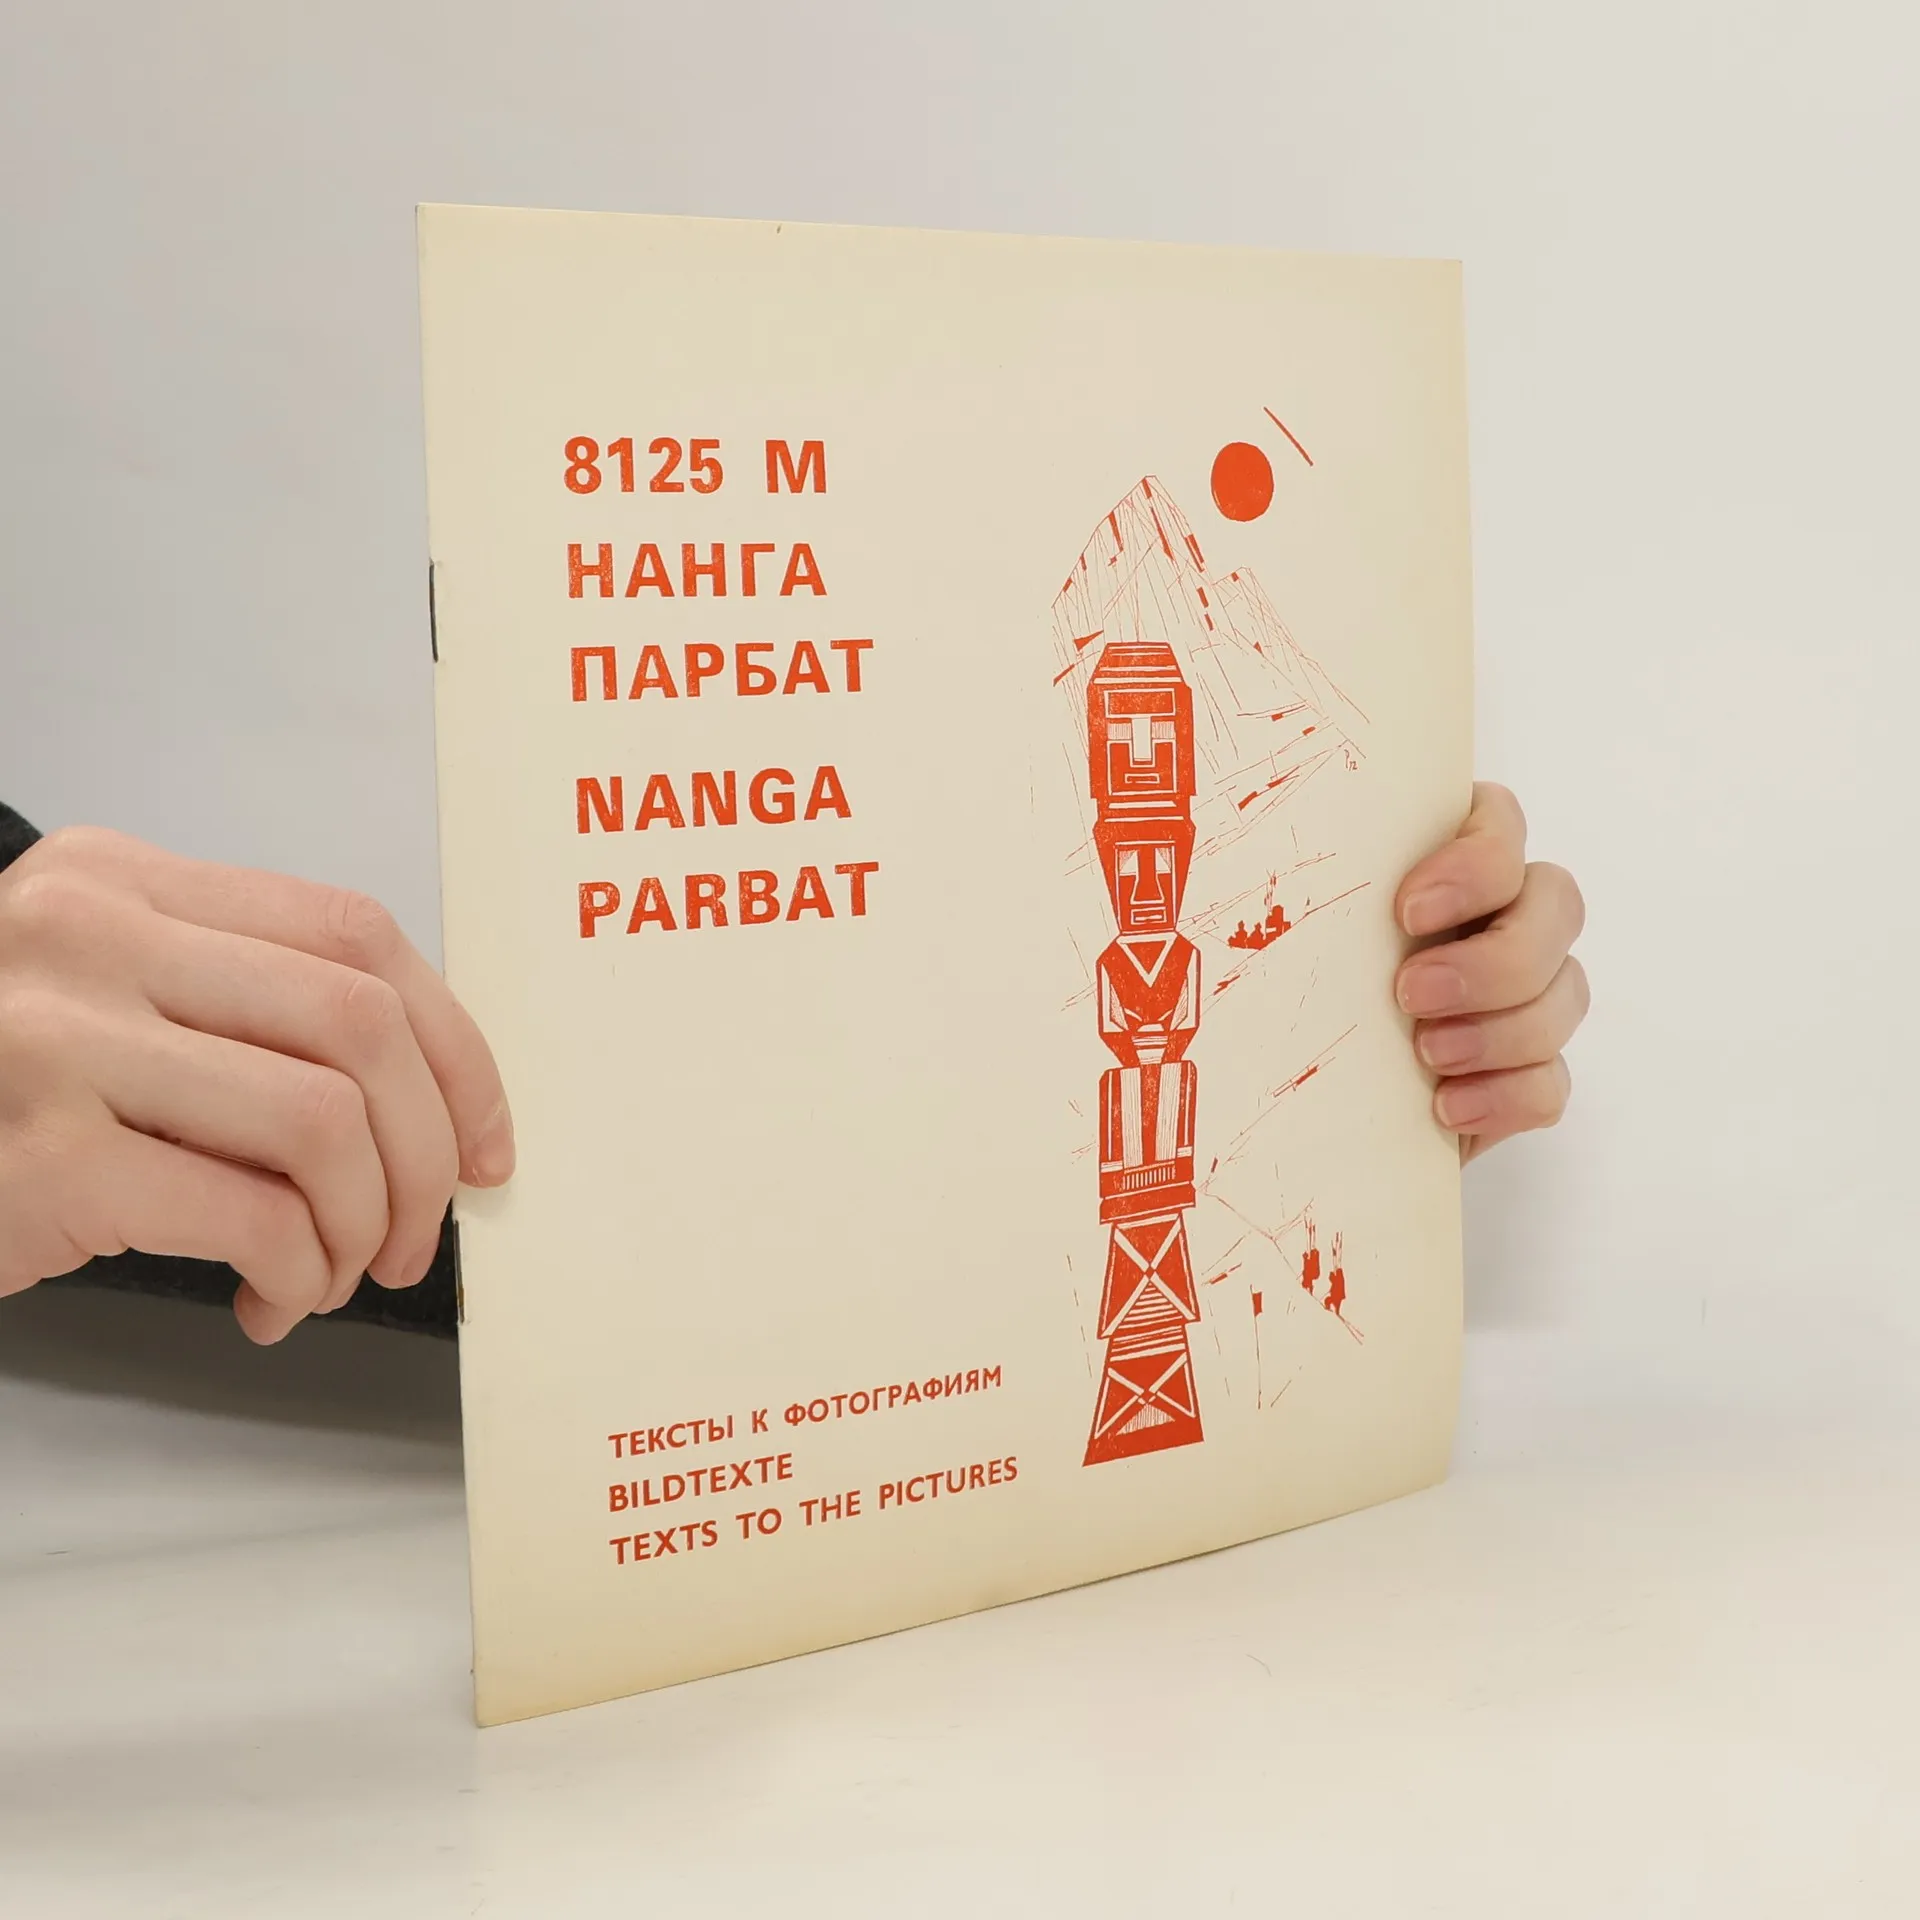 8125 M
НАНГА
ПАРБАТ
NANGA
PARBAT
ТЕКСТЫ К ФОТОГРАФИЯМ
BILDTEXTE
TEXTS TO THE PICTURES